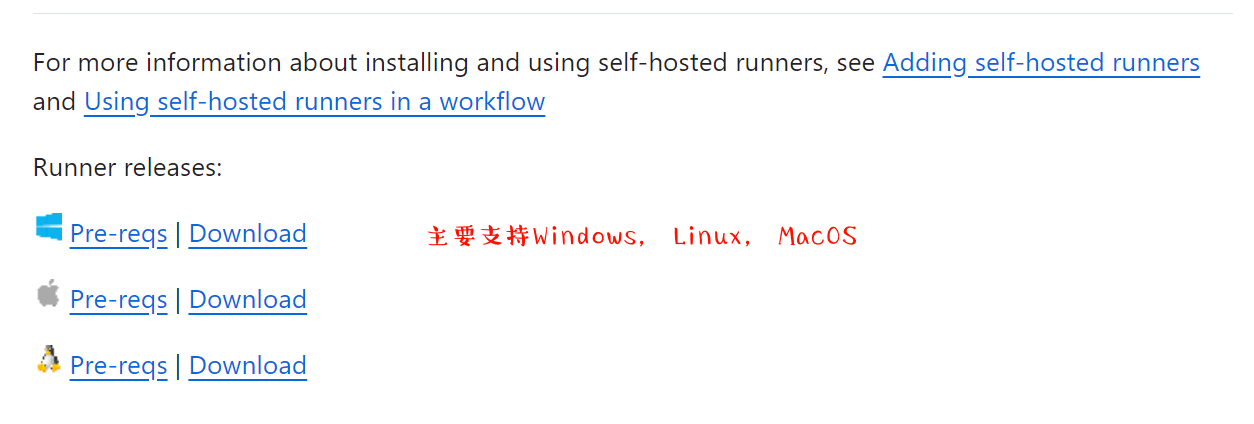 For more information about installing and using self-hosted runners, see Adding self-hosted runners
and Using self-hosted runners in a workflow
Runner releases:
Pre-reqs | Download
主要支持Windows, Linux, MacOS
Pre-reqs | Download
Pre-reqs | Download